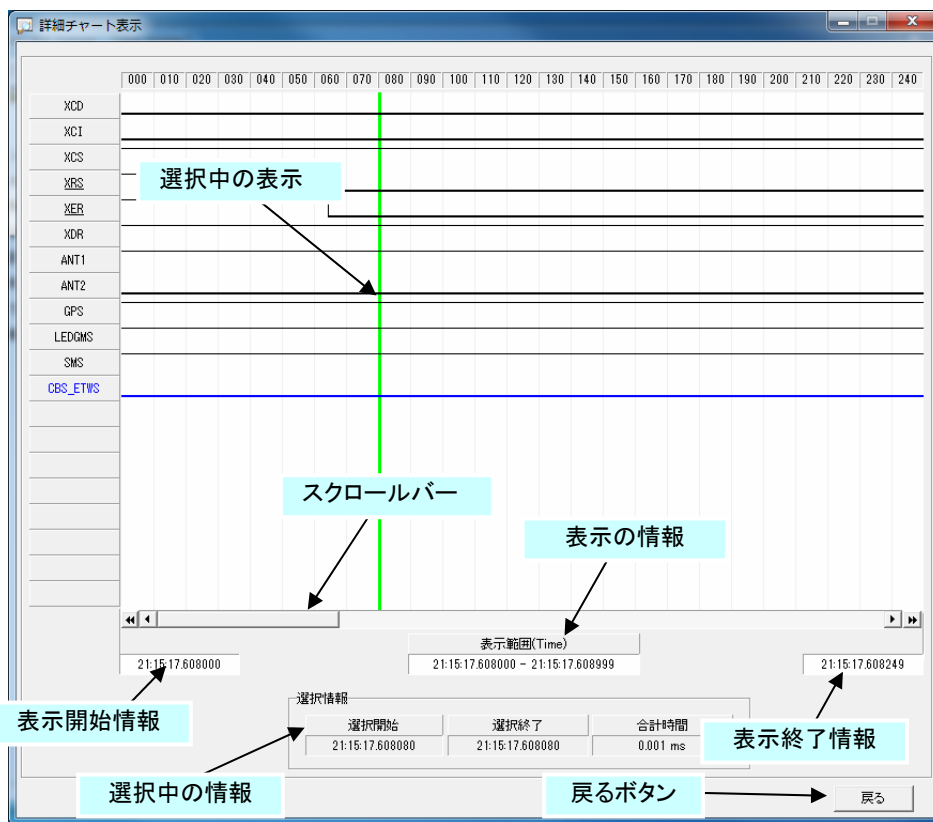 詳細チャート表示
000 010 020 030 040 050 060 070 080 090 100 110 120 130 140 150 160 170 180 190 200 210 220 230 240
XCD
XCI
XCS
XRS
選択中の表示
XER
XDR
ANT1
ANT2
GPS
LEDGMS
SMS
CBS_ETWS
スクロールバー
表示の情報
表示範囲(Time)
21:15:17.608000 21:15:17.608000 - 21:15:17.608999 21:15:17.608249
選択情報
表示開始情報
選択開始 選択終了 合計時間
表示終了情報
21:15:17.608080 21:15:17.608080 0.001 ms
選択中の情報
戻るボタン
戻る